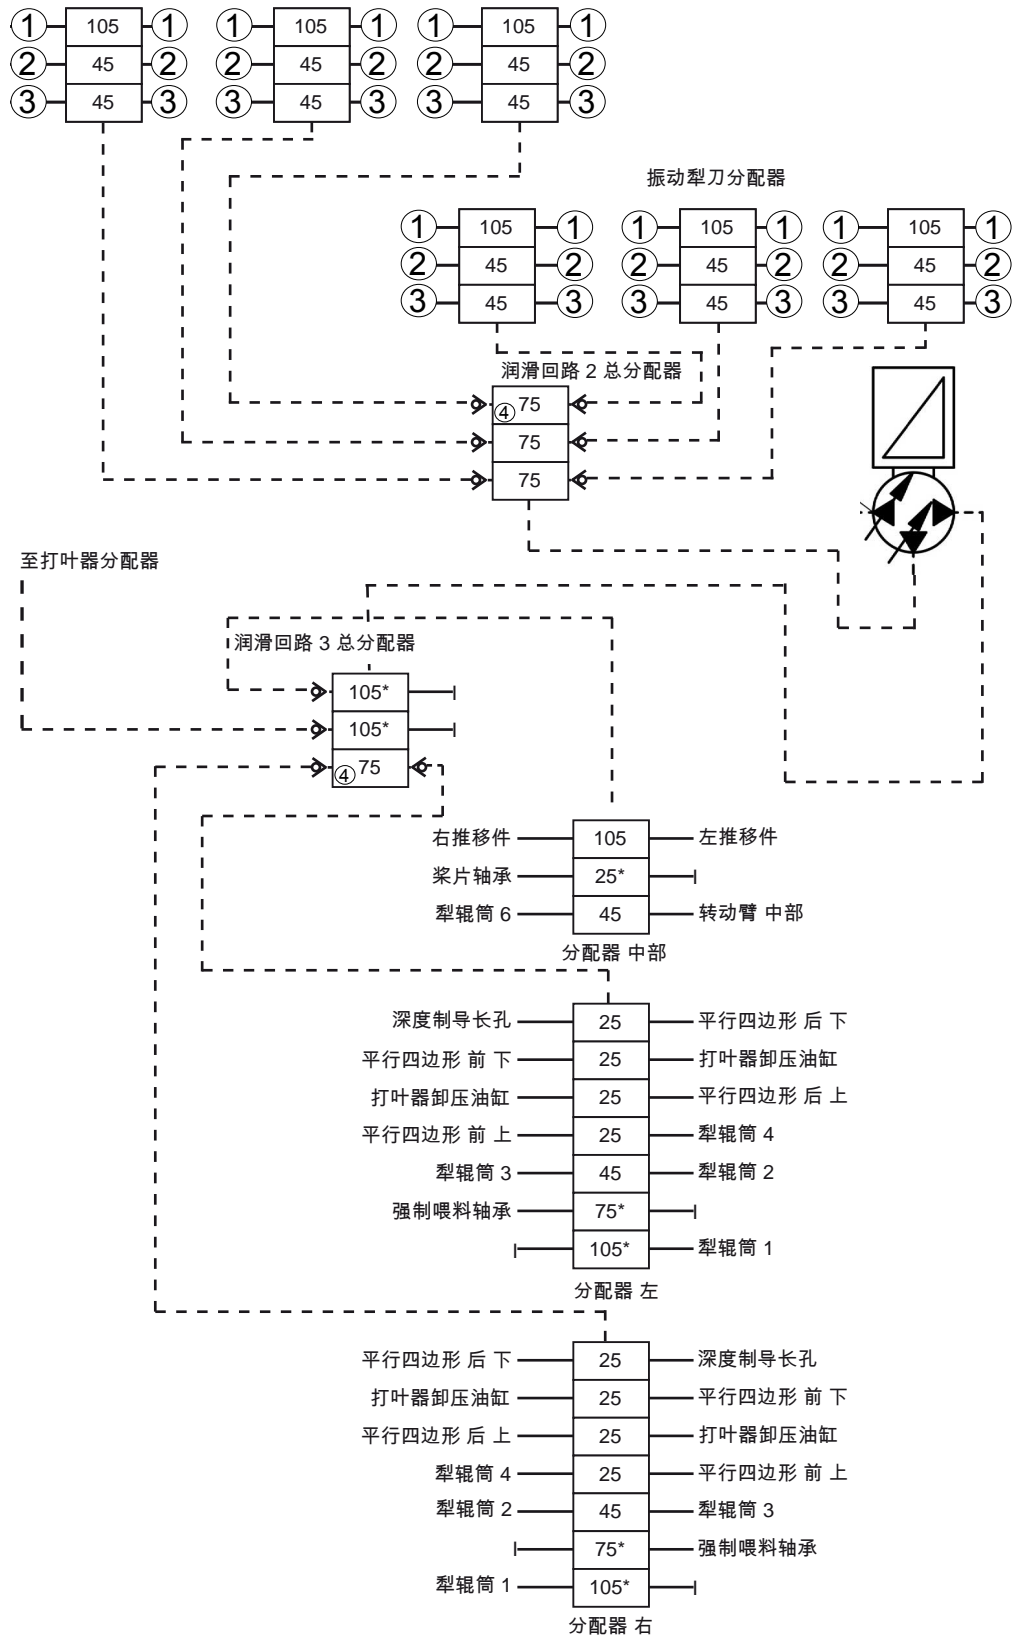 ① 105 ① ① 105 ① ① 105 ①
② 45 ② ② 45 ② ② 45 ②
③ 45 ③ ③ 45 ③ ③ 45 ③
振动犁刀分配器
① 105 ① ① 105 ① ① 105 ①
② 45 ② ② 45 ② ② 45 ②
③ 45 ③ ③ 45 ③ ③ 45 ③
润滑回路 2 总分配器
④ 75
75
75
至打叶器分配器
润滑回路 3 总分配器
105*
105*
④ 75
右推移件 105 左推移件
桨片轴承 25*
犁辊筒 6 45 转动臂 中部
分配器 中部
深度制导长孔 25 平行四边形 后 下
平行四边形 前 下 25 打叶器卸压油缸
打叶器卸压油缸 25 平行四边形 后 上
平行四边形 前 上 25 犁辊筒 4
犁辊筒 3 45 犁辊筒 2
强制喂料轴承 75*
105* 犁辊筒 1
分配器 左
平行四边形 后 下 25 深度制导长孔
打叶器卸压油缸 25 平行四边形 前 下
平行四边形 后 上 25 打叶器卸压油缸
犁辊筒 4 25 平行四边形 前 上
犁辊筒 2 45 犁辊筒 3
75* 强制喂料轴承
犁辊筒 1 105*
分配器 右